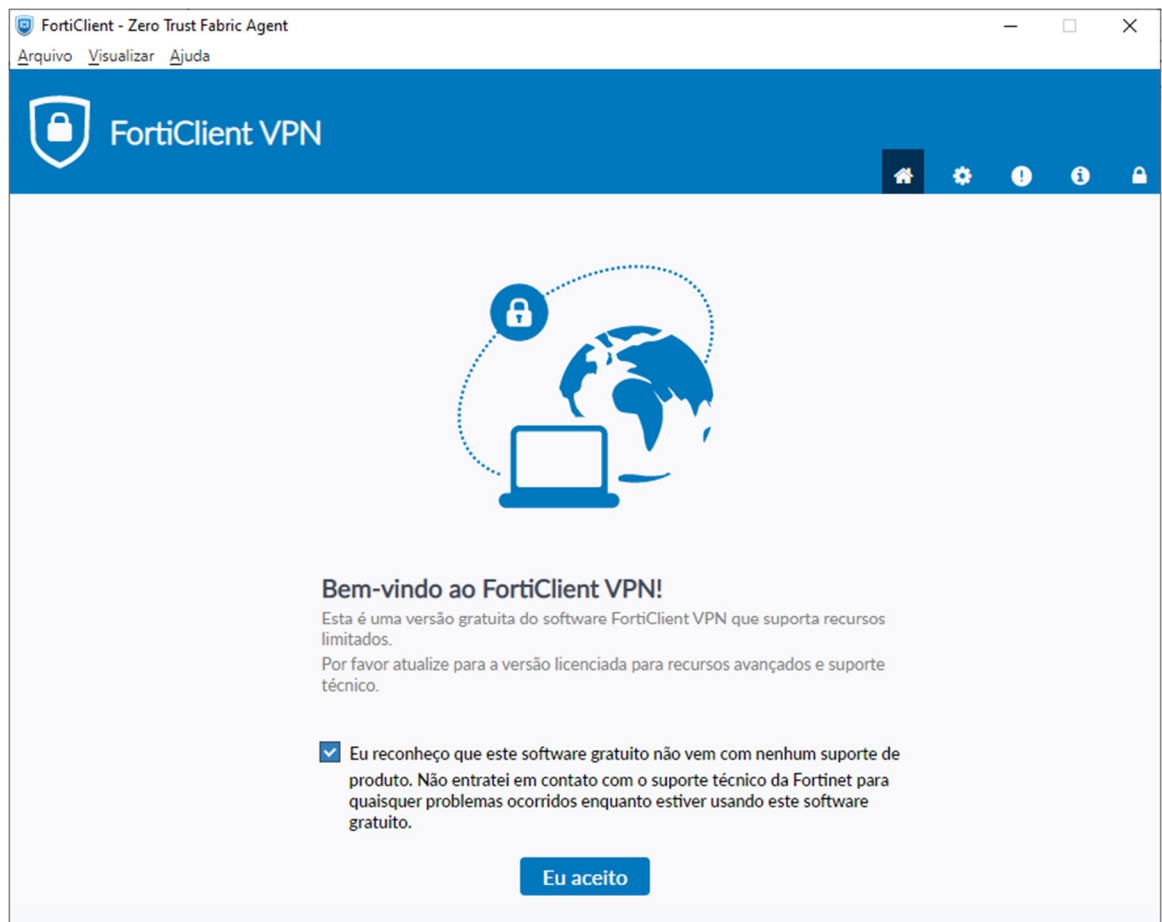 FortiClient - Zero Trust Fabric Agent
Arquivo Visualizar Ajuda
FortiClient VPN
Bem-vindo ao FortiClient VPN!
Esta é uma versão gratuita do software FortiClient VPN que suporta recursos
limitados.
Por favor atualize para a versão licenciada para recursos avançados e suporte
técnico.
Eu reconheço que este software gratuito não vem com nenhum suporte de
produto. Não entratei em contato com o suporte técnico da Fortinet para
quaisquer problemas ocorridos enquanto estiver usando este software
gratuito.
Eu aceito